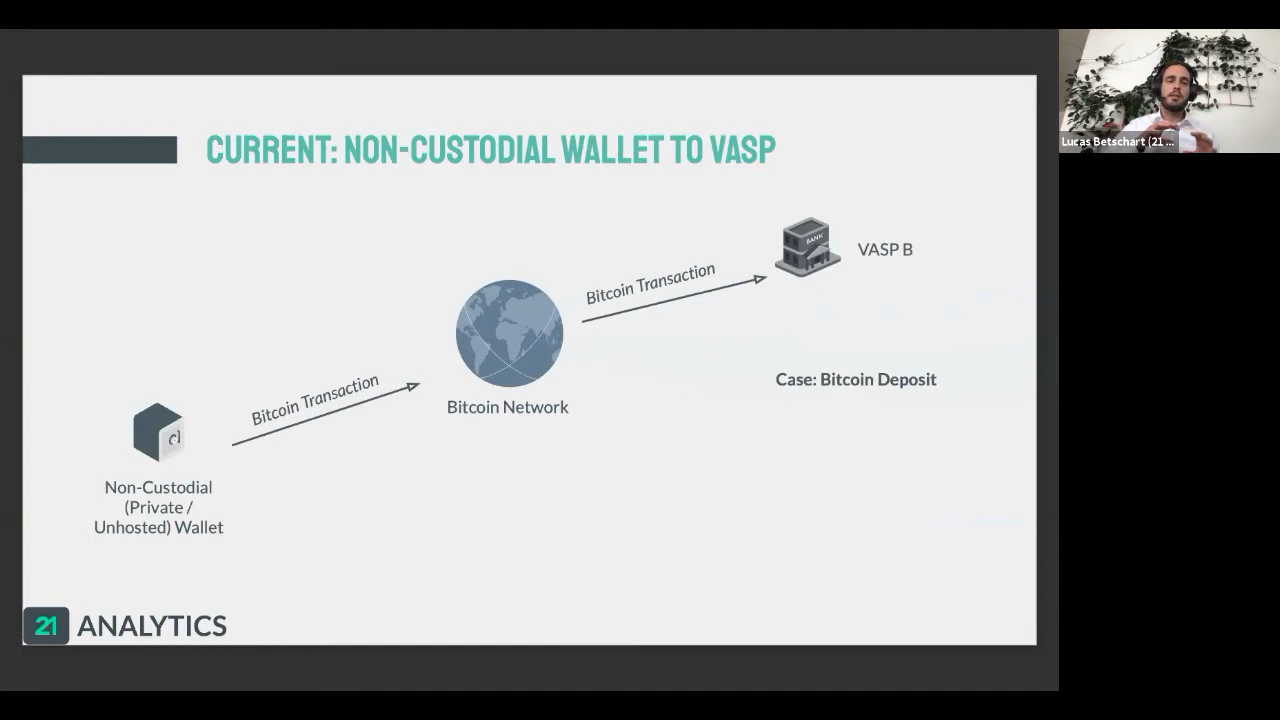 CURRENT: NON-CUSTODIAL WALLET TO VASP
Lucas Betschart (21 ...
BANK
VASP B
Bitcoin Transaction
Bitcoin Transaction
Case: Bitcoin Deposit
Bitcoin Network
Non-Custodial
(Private /
Unhosted) Wallet
21 ANALYTICS